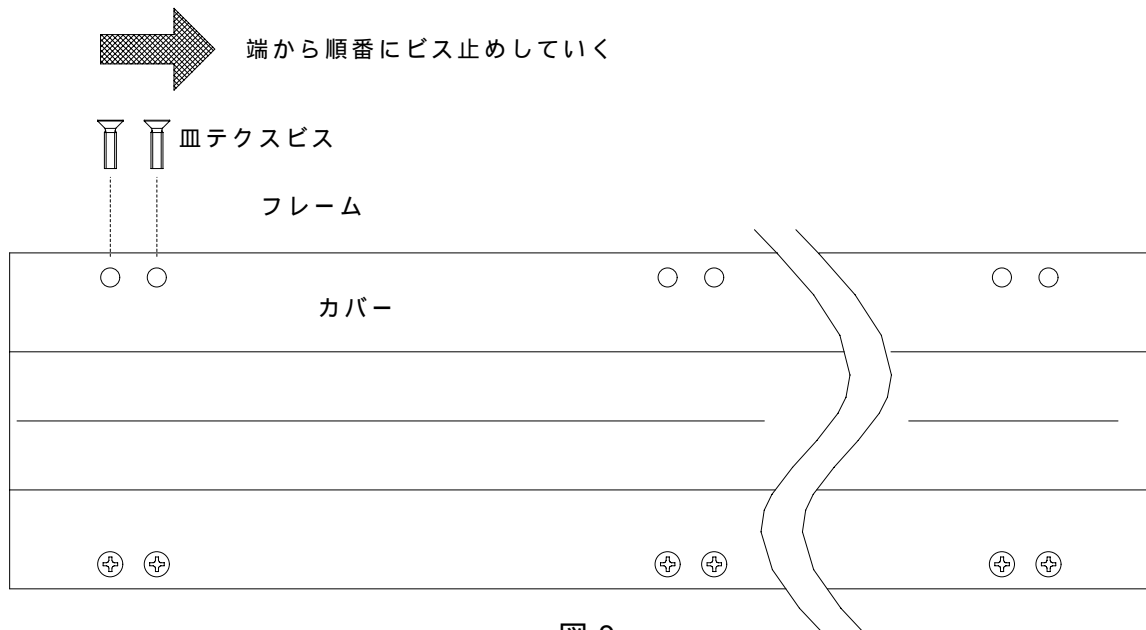 端から順番にビス止めしていく
皿テクスビス
フレーム
カバー